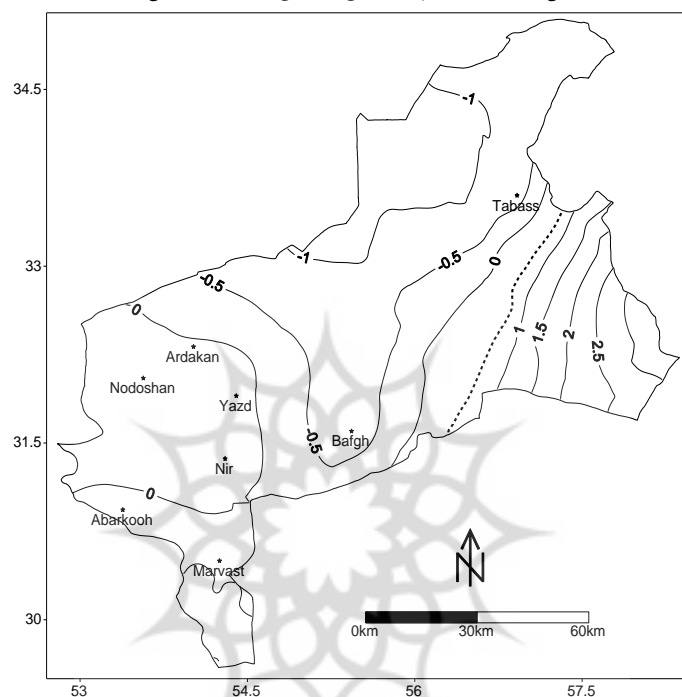 34.5
33
31.5
30
53
54.5
56
57.5
-1
-1
-0.5
-0.5
-0.5
0
0
0
1
1.5
2
2.5
Tabass
Ardakan
Nodoshan
Yazd
Bafgh
Nir
Abarkooh
Marvast
N
0km
30km
60km